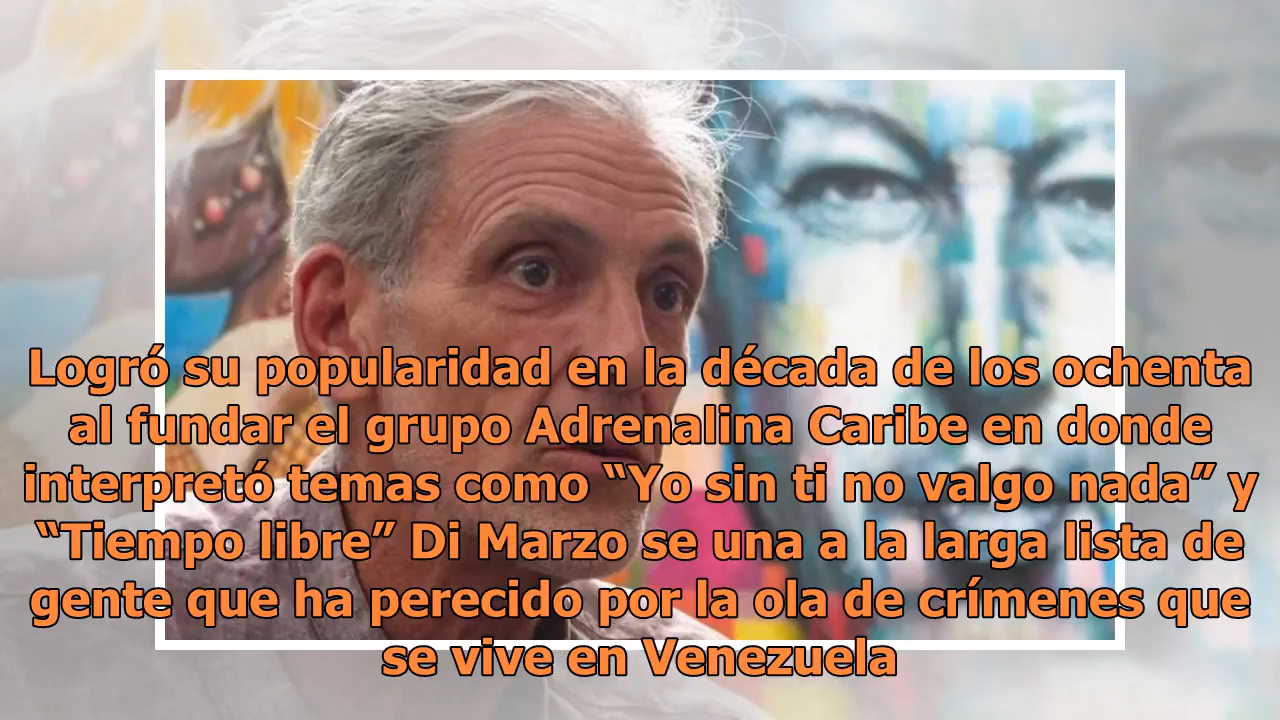 Logró su popularidad en la década de los ochenta
al fundar el grupo Adrenalina Caribe en donde
interpretó temas como “Yo sin ti no valgo nada” y
“Tiempo libre” Di Marzo se una a la larga lista de
gente que ha perecido por la ola de crímenes que
se vive en Venezuela